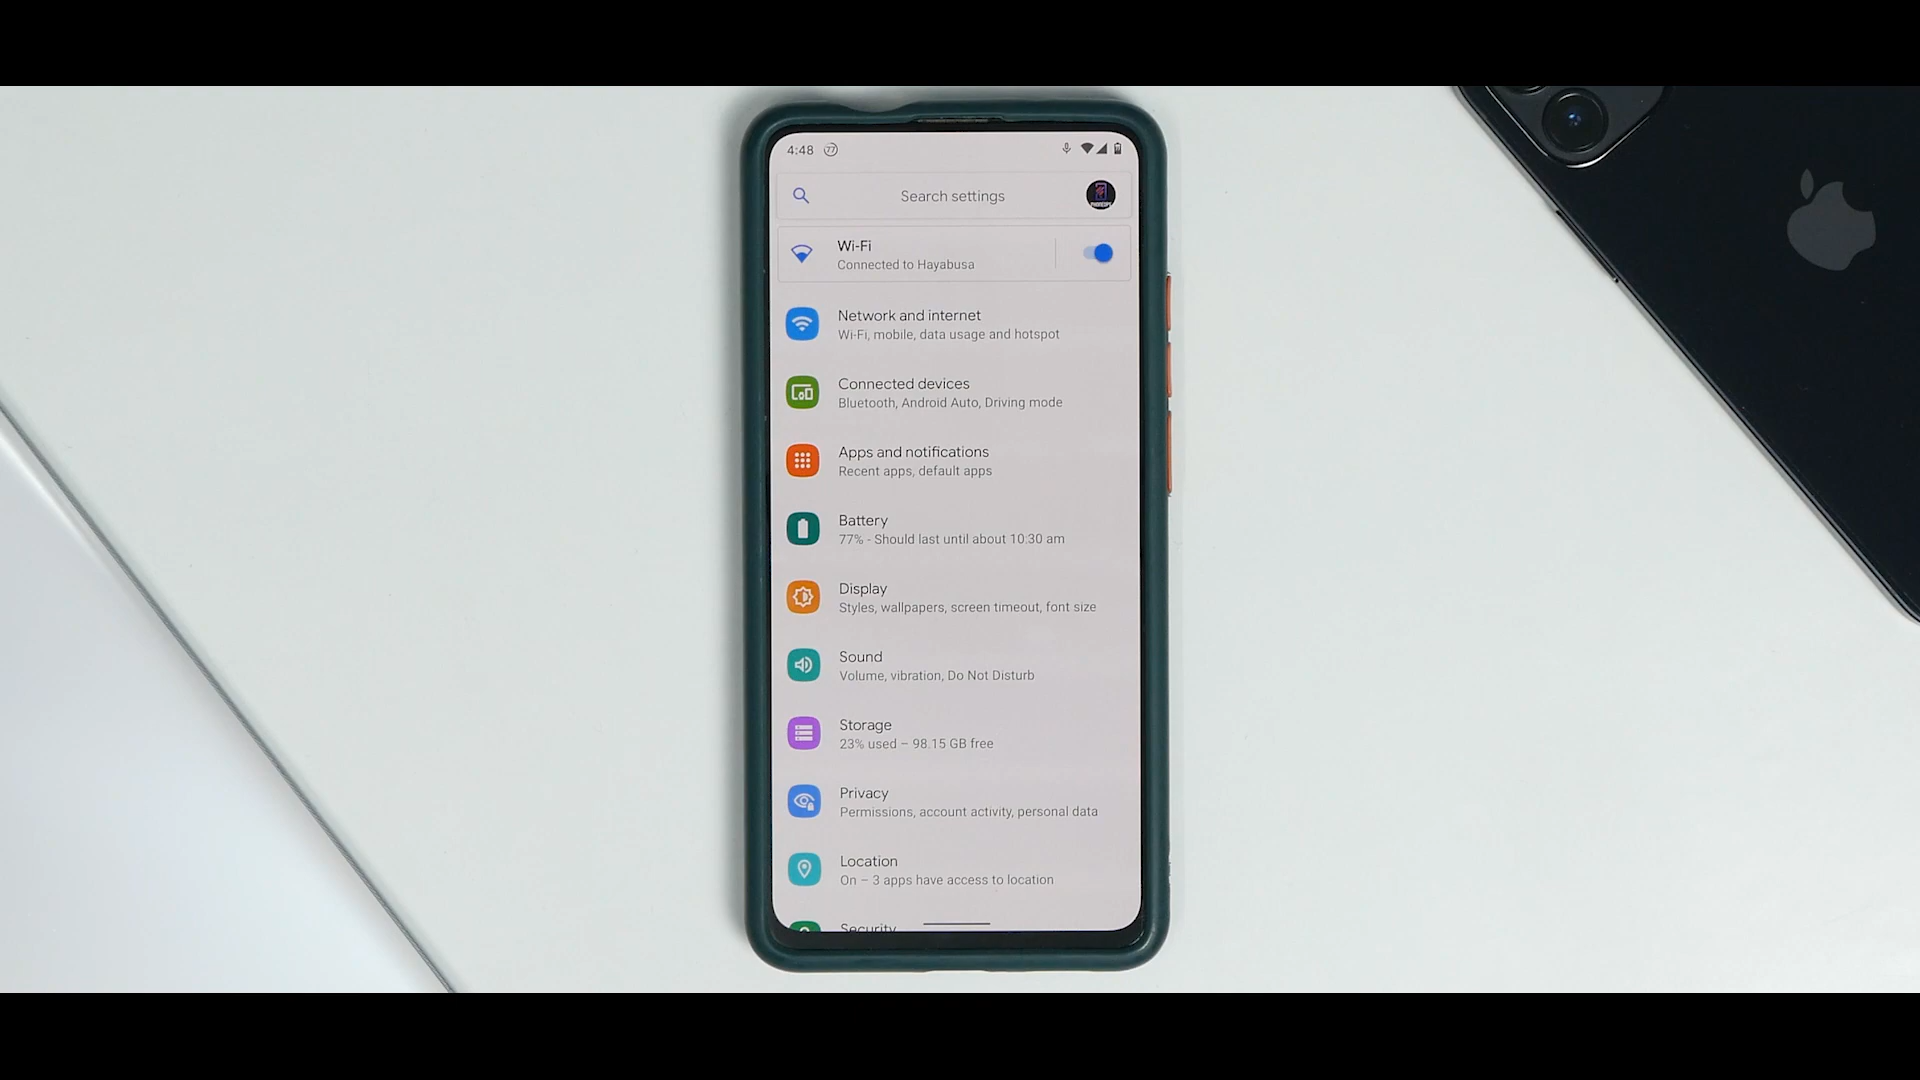 4:48 77
Search settings
Wi-Fi
Connected to Hayabusa
Network and internet
Wi-Fi, mobile, data usage and hotspot
Connected devices
Bluetooth, Android Auto, Driving mode
Apps and notifications
Recent apps, default apps
Battery
77% - Should last until about 10:30 am
Display
Styles, wallpapers, screen timeout, font size
Sound
Volume, vibration, Do Not Disturb
Storage
23% used – 98.15 GB free
Privacy
Permissions, account activity, personal data
Location
On – 3 apps have access to location
Security